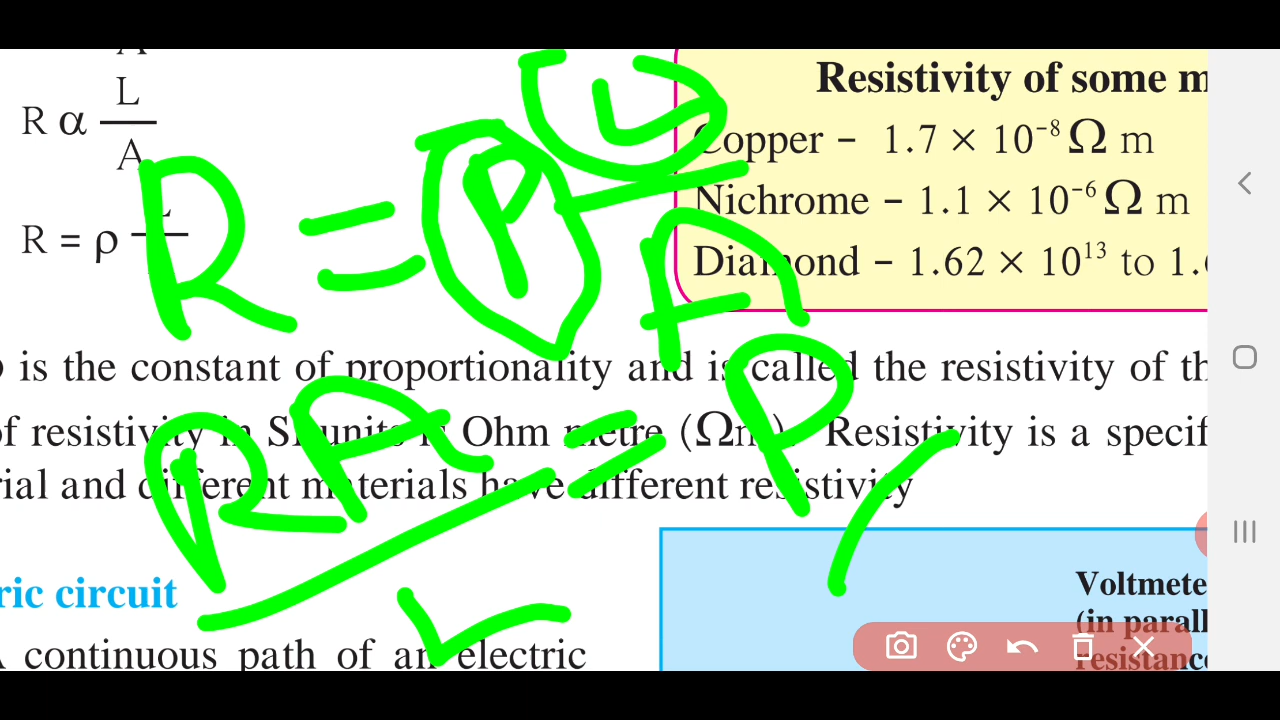 L
R α ―
A
R = ρ
R = P L
A
Resistivity of some m
Copper – 1.7 × 10⁻⁸ Ω m
Nichrome – 1.1 × 10⁻⁶ Ω m
Diamond – 1.62 × 10¹³ to 1.
is the constant of proportionality and is called the resistivity of th
of resistivity in SI units is Ohm metre (Ωm). Resistivity is a specif
rial and different materials have different resistivity
RA = P
L
ric circuit
A continuous path of an electric
Voltmete
(in parall
resistanc